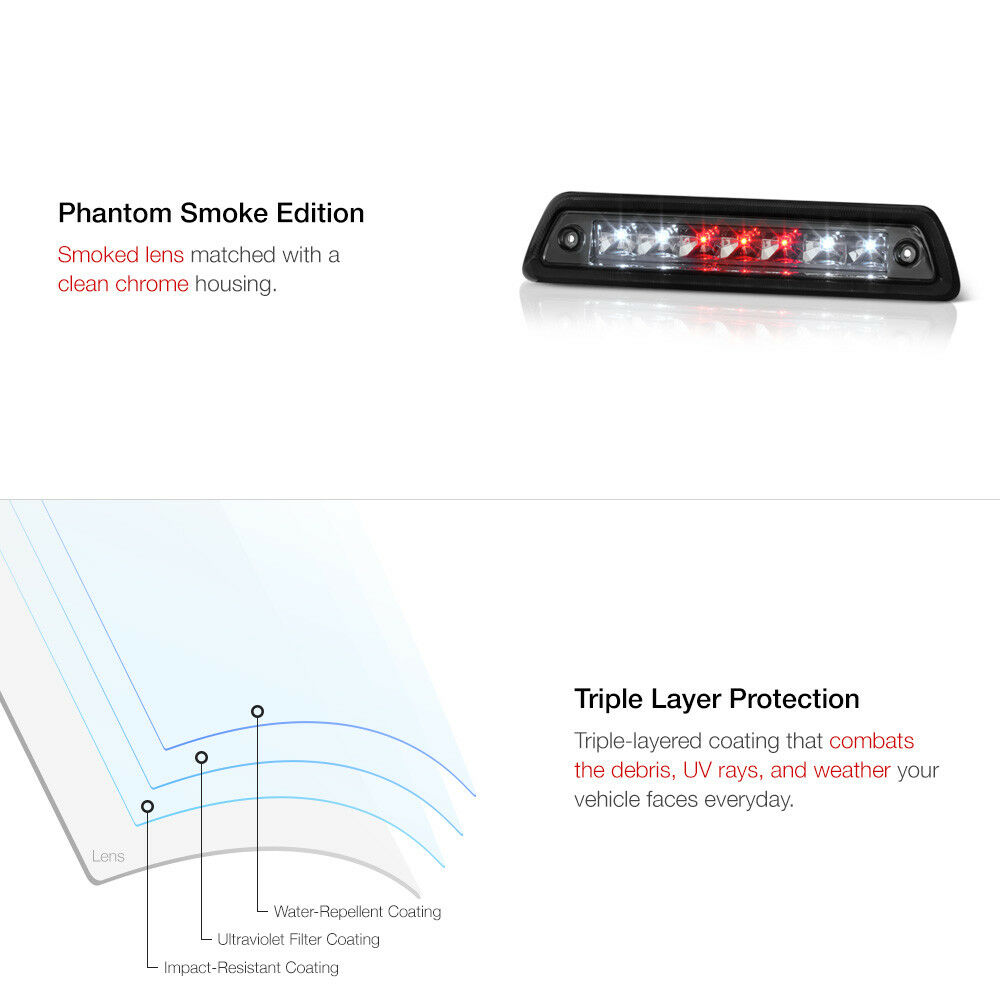 Phantom Smoke Edition
Smoked lens matched with a
clean chrome housing.
Triple Layer Protection
Triple-layered coating that combats
the debris, UV rays, and weather your
vehicle faces everyday.
Lens
Water-Repellent Coating
Ultraviolet Filter Coating
Impact-Resistant Coating